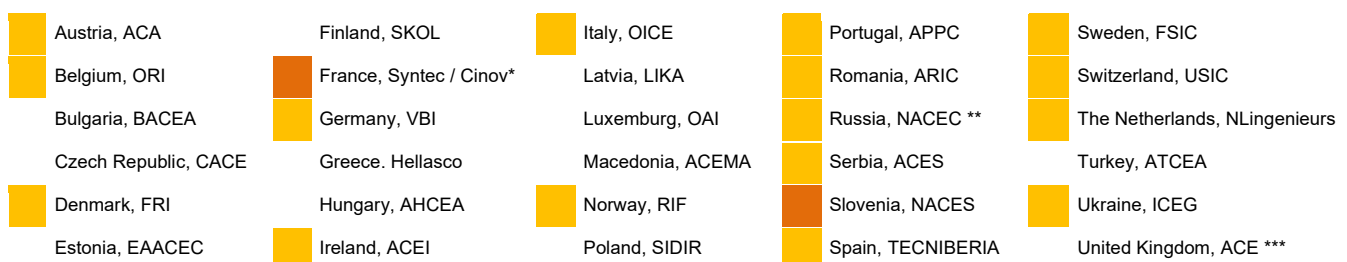 Austria, ACA
Belgium, ORI
Bulgaria, BACEA
Czech Republic, CACE
Denmark, FRI
Estonia, EAACEC
Finland, SKOL
France, Syntec / Cinov*
Germany, VBI
Greece. Hellasco
Hungary, AHCEA
Ireland, ACEI
Italy, OICE
Latvia, LIKA
Luxemburg, OAI
Macedonia, ACEMA
Norway, RIF
Poland, SIDIR
Portugal, APPC
Romania, ARIC
Russia, NACEC **
Serbia, ACES
Slovenia, NACES
Spain, TECNIBERIA
Sweden, FSIC
Switzerland, USIC
The Netherlands, NLingenieurs
Turkey, ATCEA
Ukraine, ICEG
United Kingdom, ACE ***